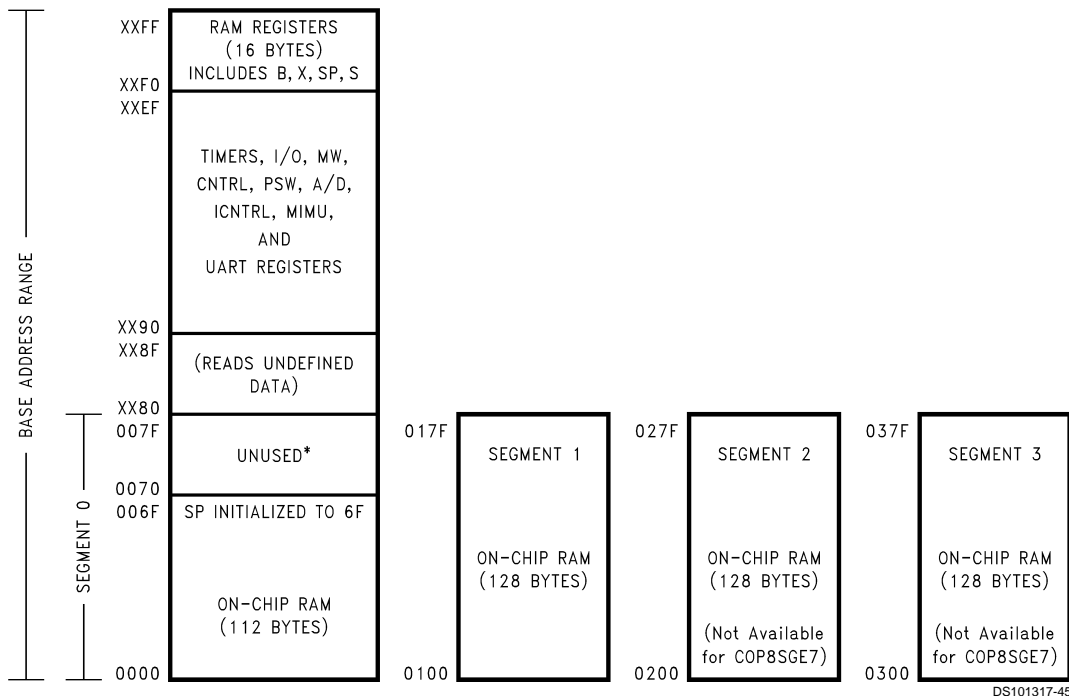 XXFF
RAM REGISTERS
(16 BYTES)
INCLUDES B, X, SP, S
XXF0
XXEF
TIMERS, I/O, MW,
CNTRL, PSW, A/D,
ICNTRL, MIMU,
AND
UART REGISTERS
XX90
XX8F
(READS UNDEFINED
DATA)
XX80
007F
UNUSED*
0070
006F
SP INITIALIZED TO 6F
ON-CHIP RAM
(112 BYTES)
0000
BASE ADDRESS RANGE
SEGMENT 0
017F
SEGMENT 1
ON-CHIP RAM
(128 BYTES)
0100
027F
SEGMENT 2
ON-CHIP RAM
(128 BYTES)
(Not Available
for COP8SGE7)
0200
037F
SEGMENT 3
ON-CHIP RAM
(128 BYTES)
(Not Available
for COP8SGE7)
0300
DS101317-45